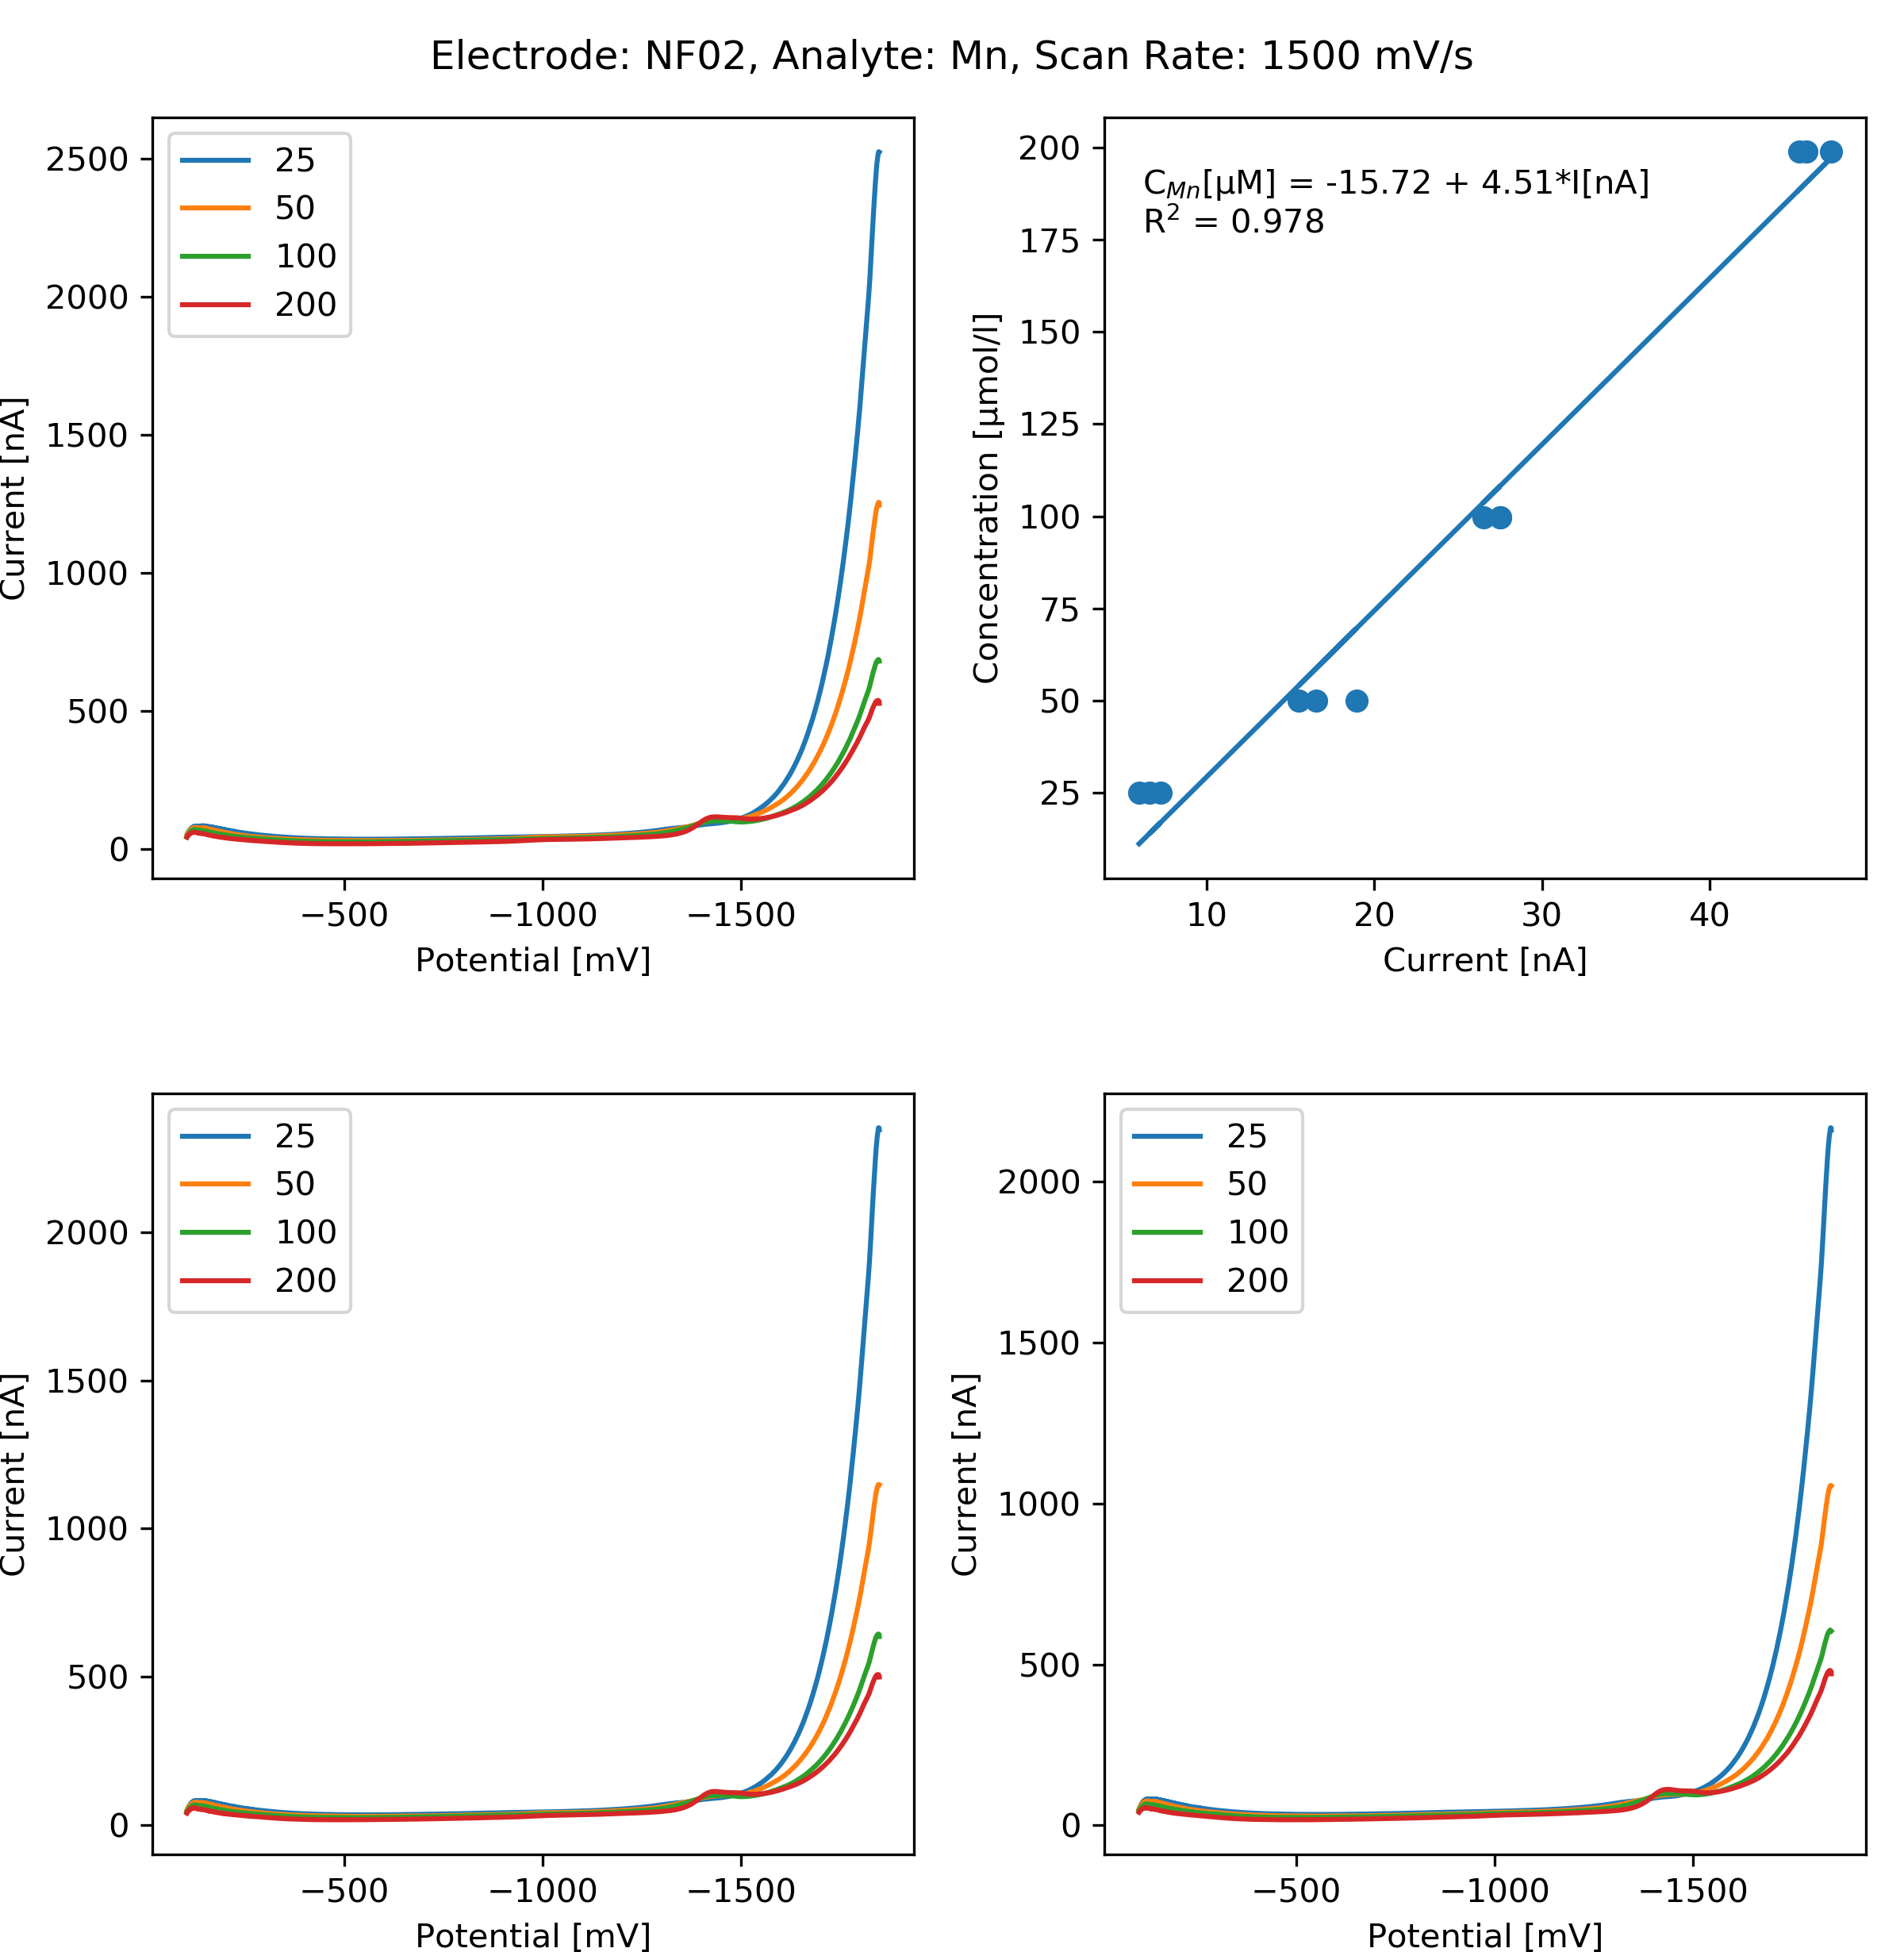 Electrode: NF02, Analyte: Mn, Scan Rate: 1500 mV/s
2500
2000
1500
1000
500
0
Current [nA]
25
50
100
200
−500 −1000 −1500
Potential [mV]
200
175
150
125
100
75
50
25
Concentration [μmol/l]
C_Mn[μM] = -15.72 + 4.51*I[nA]
R² = 0.978
10 20 30 40
Current [nA]
2000
1500
1000
500
0
Current [nA]
25
50
100
200
−500 −1000 −1500
Potential [mV]
2000
1500
1000
500
0
Current [nA]
25
50
100
200
−500 −1000 −1500
Potential [mV]